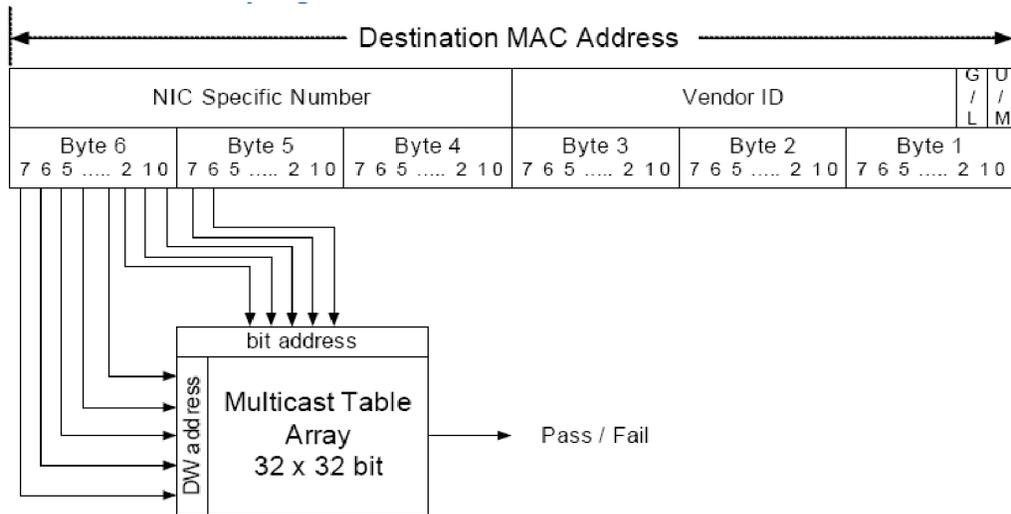 Destination MAC Address
NIC Specific Number Vendor ID G / L U / M
Byte 6 Byte 5 Byte 4 Byte 3 Byte 2 Byte 1
7 6 5 ..... 2 1 0 7 6 5 ..... 2 1 0 7 6 5 ..... 2 1 0 7 6 5 ..... 2 1 0 7 6 5 ..... 2 1 0 7 6 5 ..... 2 1 0
bit address
DW address
Multicast Table
Array
32 x 32 bit
Pass / Fail